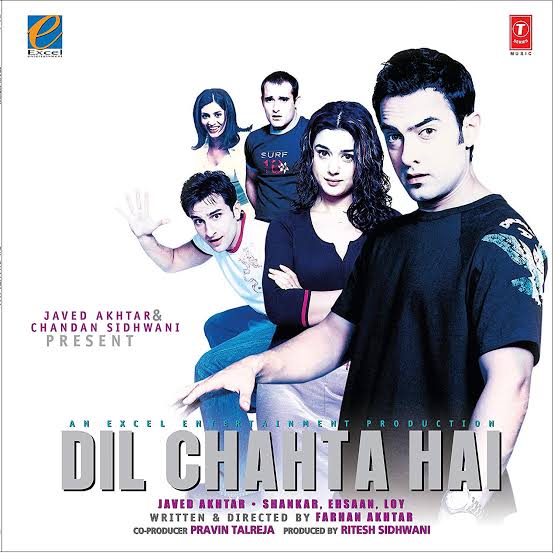 e
Excel
entertainment
T
SERIES
MUSIC
SURF
JAVED AKHTAR &
CHANDAN SIDHWANI
PRESENT
AN EXCEL ENTERTAINMENT PRODUCTION
DIL CHAHTA HAI
JAVED AKHTAR • SHANKAR, EHSAAN, LOY
WRITTEN & DIRECTED BY FARHAN AKHTAR
CO-PRODUCER PRAVIN TALREJA PRODUCED BY RITESH SIDHWANI